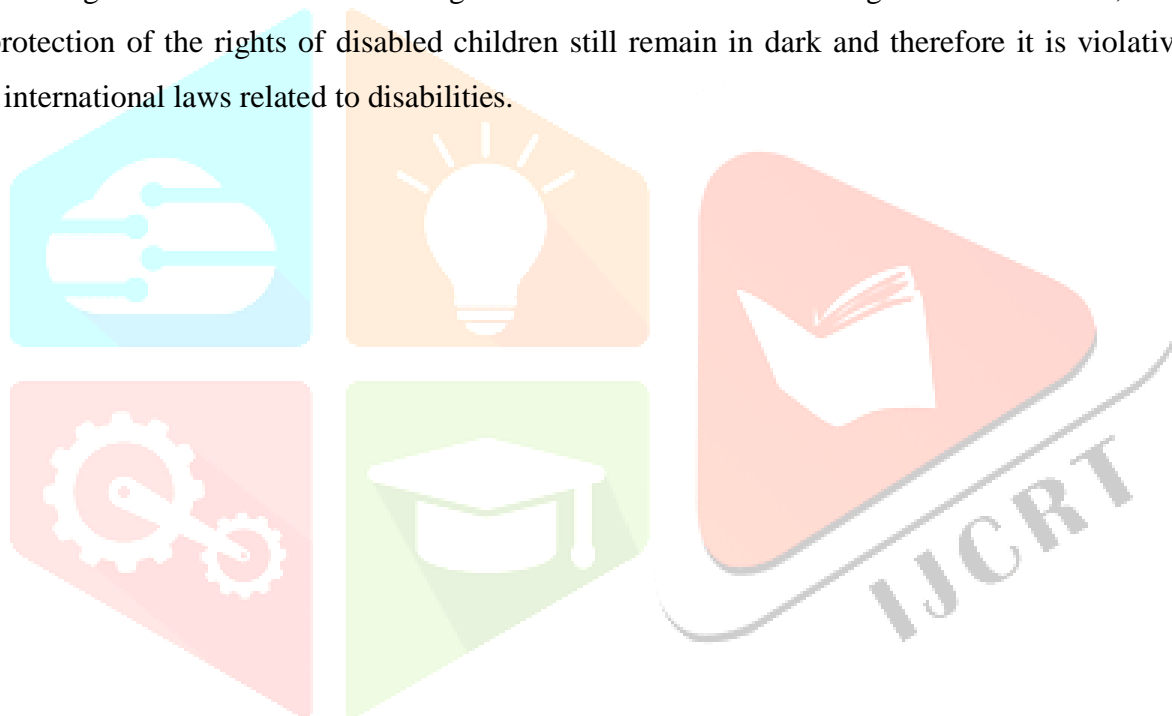 protection of the rights of disabled children still remain in dark and therefore it is violativ
international laws related to disabilities.
IJCRT